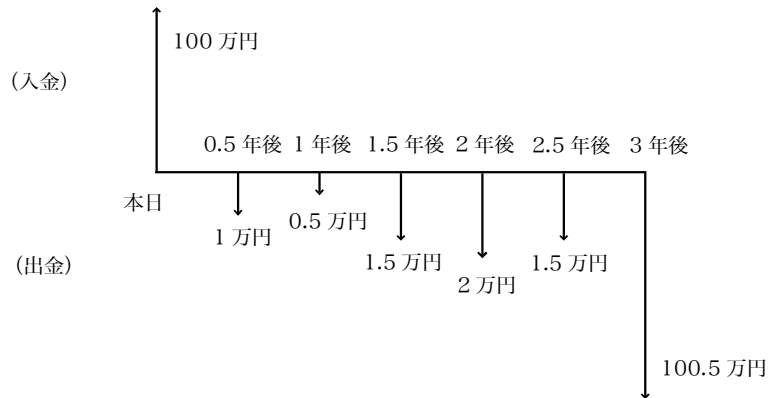 100 万円
(入金)
0.5 年後 1 年後 1.5 年後 2 年後 2.5 年後 3 年後
本日
0.5 万円
1 万円
1.5 万円 1.5 万円
(出金)
2 万円
100.5 万円